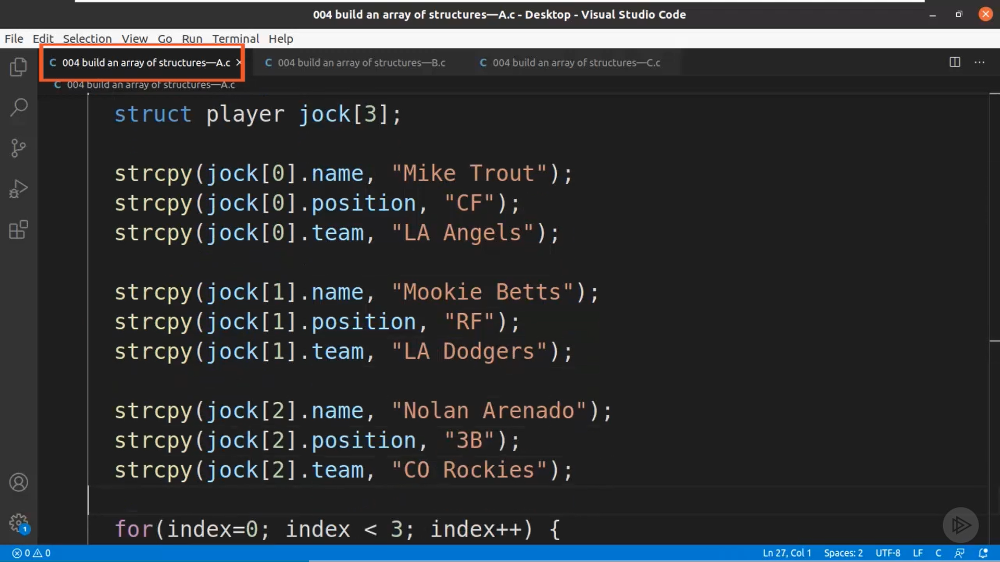 004 build an array of structures—A.c - Desktop - Visual Studio Code
File Edit Selection View Go Run Terminal Help
C 004 build an array of structures—A.c × C 004 build an array of structures—B.c C 004 build an array of structures—C.c ...
C 004 build an array of structures—A.c
struct player jock[3];
strcpy(jock[0].name, "Mike Trout");
strcpy(jock[0].position, "CF");
strcpy(jock[0].team, "LA Angels");
strcpy(jock[1].name, "Mookie Betts");
strcpy(jock[1].position, "RF");
strcpy(jock[1].team, "LA Dodgers");
strcpy(jock[2].name, "Nolan Arenado");
strcpy(jock[2].position, "3B");
strcpy(jock[2].team, "CO Rockies");
for(index=0; index < 3; index++) {
1
0 0 Ln 27, Col 1 Spaces: 2 UTF-8 LF C